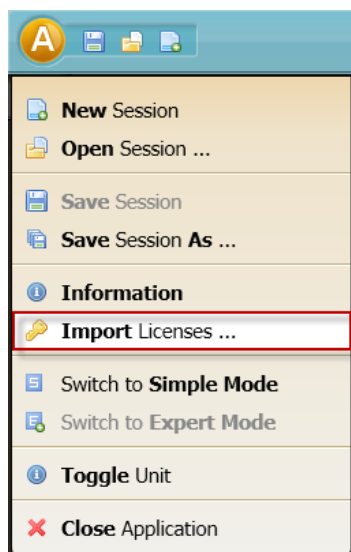 A
New Session
Open Session ...
Save Session
Save Session As ...
Information
Import Licenses ...
Switch to Simple Mode
Switch to Expert Mode
Toggle Unit
Close Application